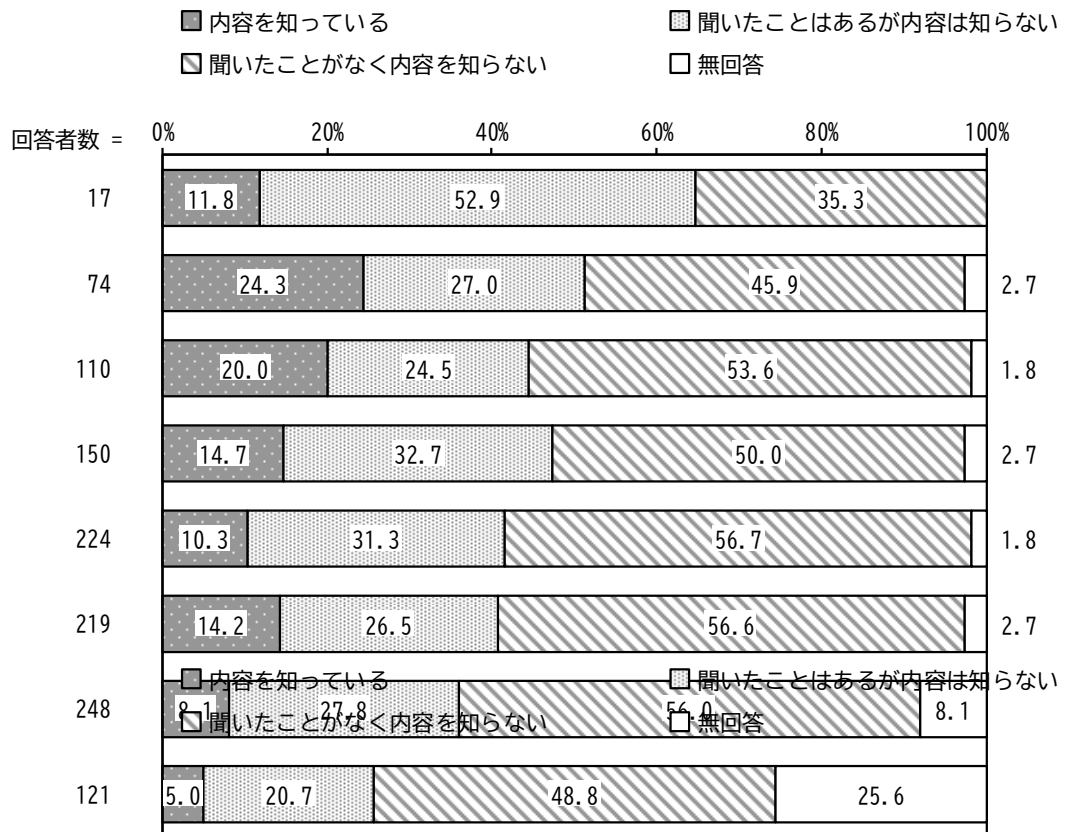 内容を知っている 聞いたことはあるが内容は知らない
聞いたことがなく内容を知らない 無回答
回答者数 = 0% 20% 40% 60% 80% 100%
17 11.8 52.9 35.3
74 24.3 27.0 45.9 2.7
110 20.0 24.5 53.6 1.8
150 14.7 32.7 50.0 2.7
224 10.3 31.3 56.7 1.8
219 14.2 26.5 56.6 2.7
内容を知っている 聞いたことはあるが内容は知らない
248 8.1 27.8 56.0 8.1
聞いたことがなく内容を知らない 無回答
121 5.0 20.7 48.8 25.6